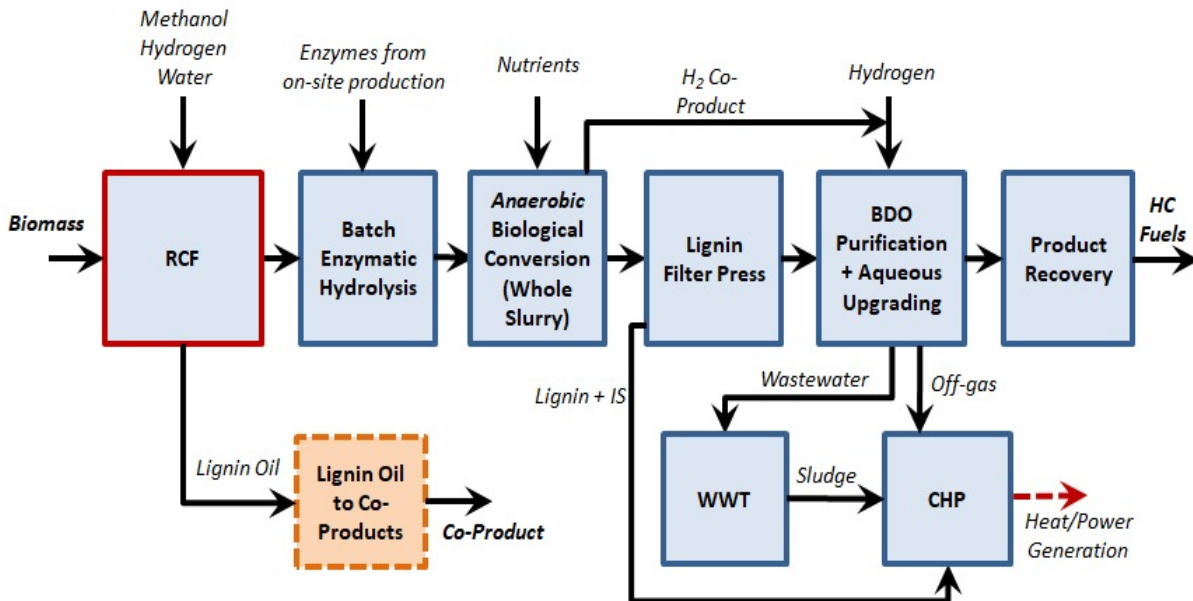 Methanol
Hydrogen
Water
Enzymes from
on-site production
Nutrients
H₂ Co-
Product
Hydrogen
Biomass
RCF
Batch
Enzymatic
Hydrolysis
Anaerobic
Biological
Conversion
(Whole
Slurry)
Lignin
Filter Press
BDO
Purification
+ Aqueous
Upgrading
Product
Recovery
HC
Fuels
Lignin Oil
Lignin Oil
to Co-
Products
Co-Product
Lignin + IS
Wastewater
Off-gas
WWT
Sludge
CHP
Heat/Power
Generation